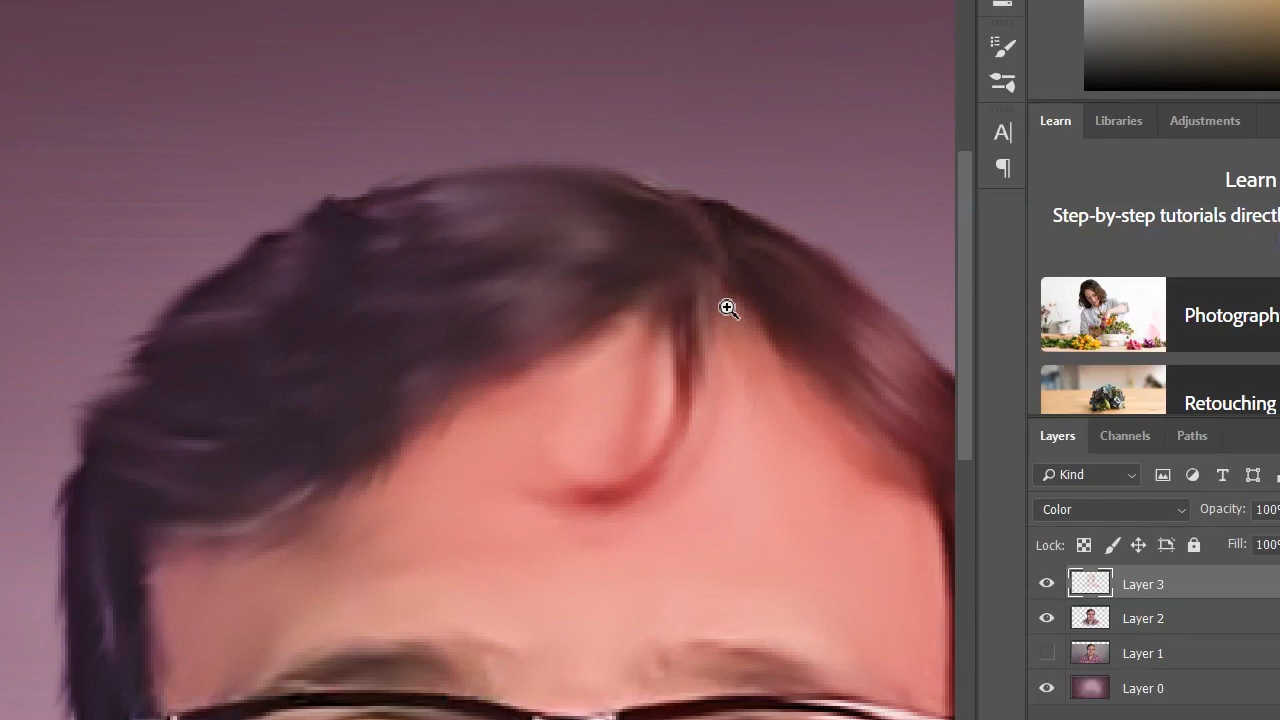 Learn
Libraries
Adjustments
Learn
Step-by-step tutorials direct
Photograph
Retouching
Layers
Channels
Paths
Kind
Color
Opacity:
100
Lock:
Fill:
100
Layer 3
Layer 2
Layer 1
Layer 0